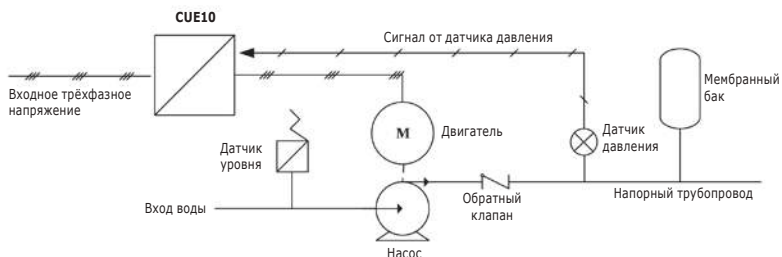 CUE10
Сигнал от датчика давления
Входное трёхфазное
напряжение
Мембранный
бак
M
Двигатель
Датчик
уровня
Датчик
давления
Вход воды
Обратный
клапан
Напорный трубопровод
Насос